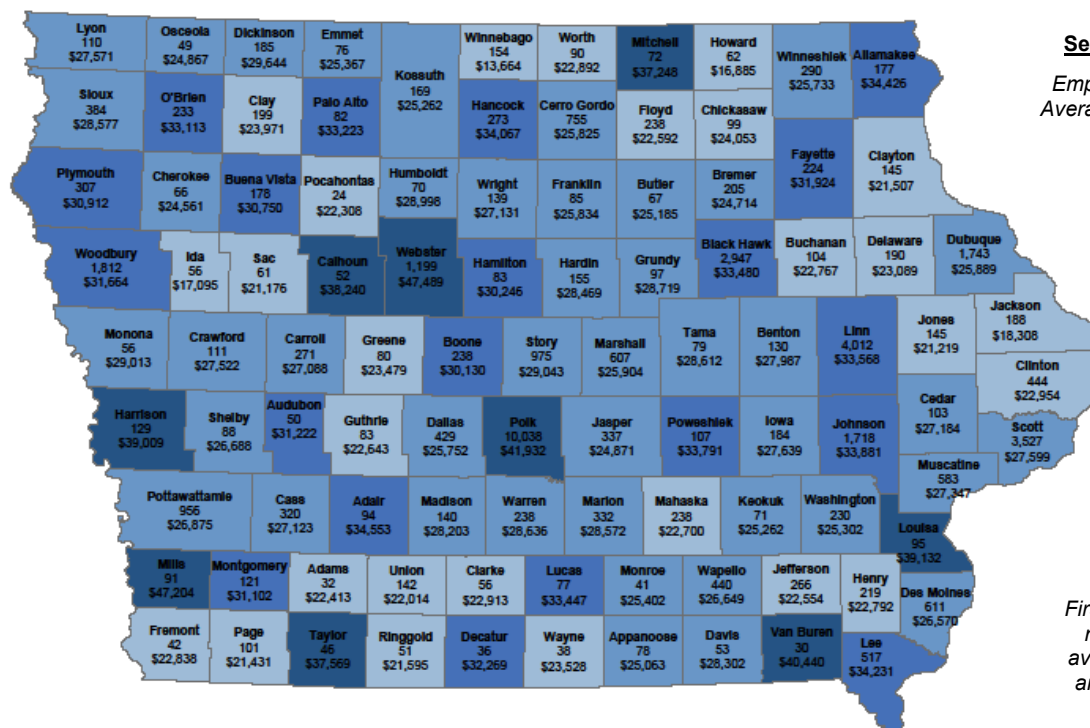 Lyon
110
$27,571
Osceola
49
$24,867
Dickinson
185
$29,644
Emmet
76
$25,367
Kossuth
169
$25,262
Winnebago
154
$13,664
Worth
90
$22,892
Mitchell
72
$37,248
Howard
62
$16,885
Winneshiek
290
$25,733
Allamakee
177
$34,426
Sioux
384
$28,577
O'Brien
233
$33,113
Clay
199
$23,971
Palo Alto
82
$33,223
Hancock
273
$34,067
Cerro Gordo
755
$25,825
Floyd
238
$22,592
Chickasaw
99
$24,053
Fayette
224
$31,924
Clayton
145
$21,507
Plymouth
307
$30,912
Cherokee
66
$24,561
Buena Vista
178
$30,750
Pocahontas
24
$22,308
Humboldt
70
$28,998
Wright
139
$27,131
Franklin
85
$25,834
Butler
67
$25,185
Bremer
205
$24,714
Woodbury
1,812
$31,664
Ida
56
$17,095
Sac
61
$21,176
Calhoun
52
$38,240
Webster
1,199
$47,489
Hamilton
83
$30,246
Hardin
155
$28,469
Grundy
97
$28,719
Black Hawk
2,947
$33,480
Buchanan
104
$22,767
Delaware
190
$23,089
Dubuque
1,743
$25,889
Monona
56
$29,013
Crawford
111
$27,522
Carroll
271
$27,088
Greene
80
$23,479
Boone
238
$30,130
Story
975
$29,043
Marshall
607
$25,904
Tama
79
$28,612
Benton
130
$27,987
Linn
4,012
$33,568
Jones
145
$21,219
Jackson
188
$18,308
Clinton
444
$22,954
Harrison
129
$39,009
Shelby
88
$26,688
Audubon
50
$31,222
Guthrie
83
$22,643
Dallas
429
$25,752
Polk
10,038
$41,932
Jasper
337
$24,871
Poweshiek
107
$33,791
Iowa
184
$27,639
Johnson
1,718
$33,881
Cedar
103
$27,184
Scott
3,527
$27,599
Muscatine
583
$27,347
Pottawattamie
956
$26,875
Cass
320
$27,123
Adair
94
$34,553
Madison
140
$28,203
Warren
238
$28,636
Marion
332
$28,572
Mahaska
238
$22,700
Keokuk
71
$25,262
Washington
230
$25,302
Louisa
95
$39,132
Mills
91
$47,204
Montgomery
121
$31,102
Adams
32
$22,413
Union
142
$22,014
Clarke
56
$22,913
Lucas
77
$33,447
Monroe
41
$25,402
Wapello
440
$26,649
Jefferson
266
$22,554
Henry
219
$22,792
Des Moines
611
$26,570
Fremont
42
$22,838
Page
101
$21,431
Taylor
46
$37,569
Ringgold
51
$21,595
Decatur
36
$32,269
Wayne
38
$23,528
Appanoose
78
$25,063
Davis
53
$28,302
Van Buren
30
$40,440
Lee
517
$34,231
Se
Emp
Avera
Fir
av